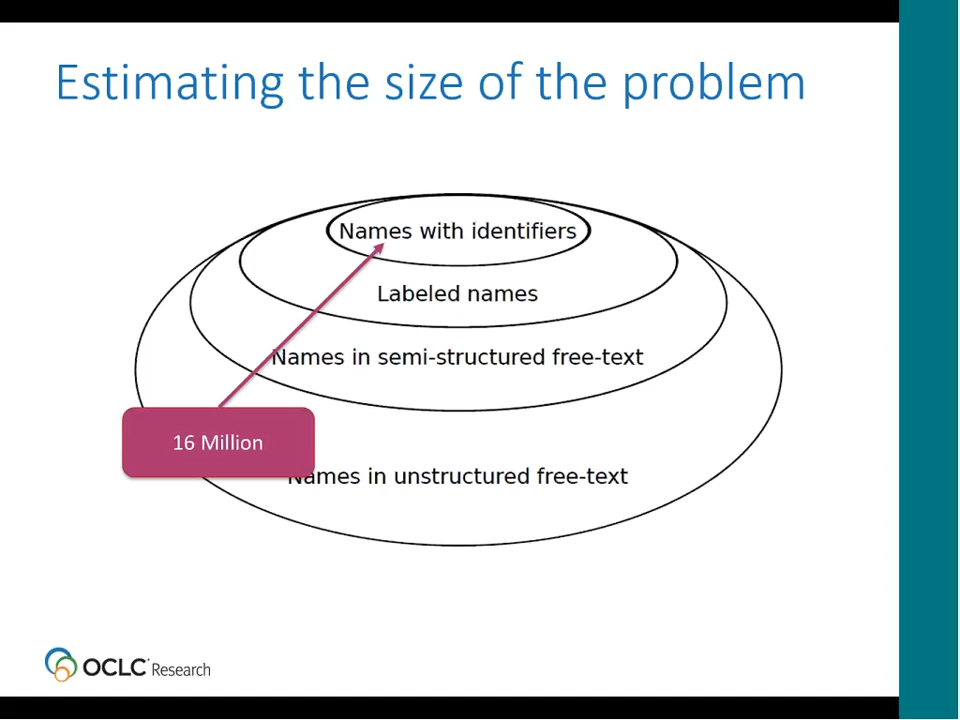 Estimating the size of the problem
Names with identifiers
Labeled names
Names in semi-structured free-text
16 Million
Names in unstructured free-text
OCLC Research